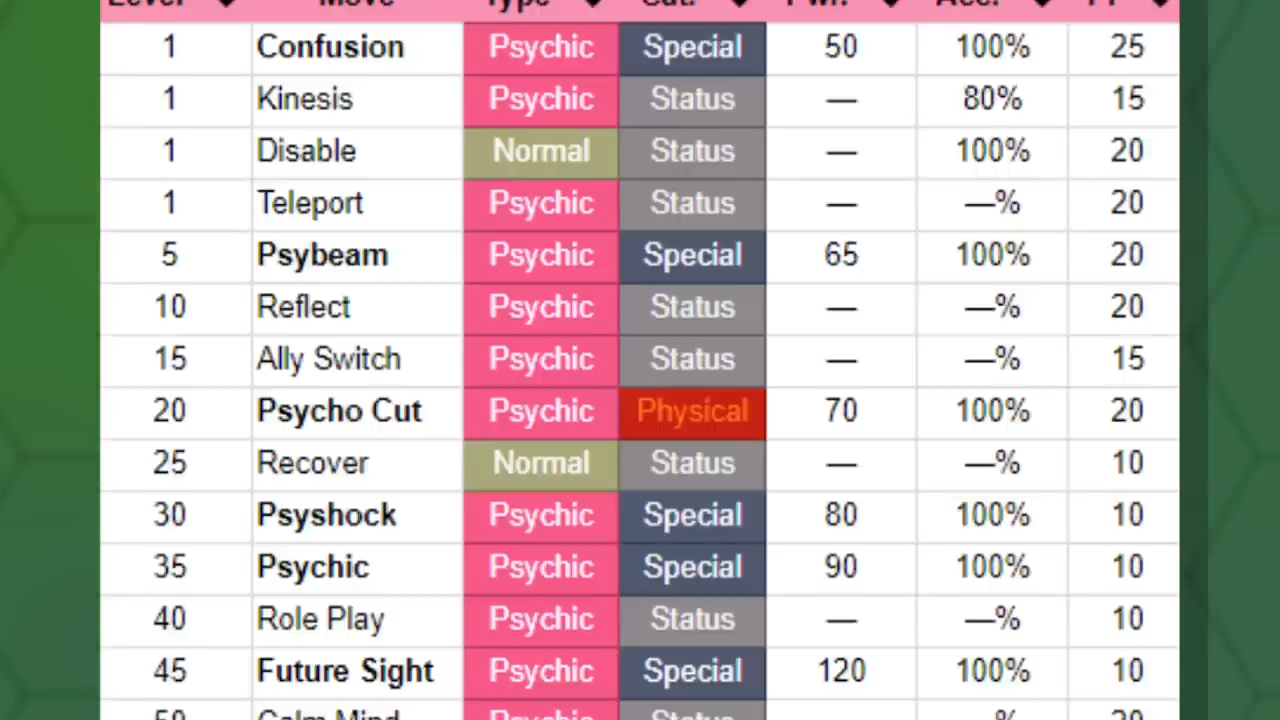 Level Move Type Cat. Pwr. Acc. PP
1 Confusion Psychic Special 50 100% 25
1 Kinesis Psychic Status — 80% 15
1 Disable Normal Status — 100% 20
1 Teleport Psychic Status — —% 20
5 Psybeam Psychic Special 65 100% 20
10 Reflect Psychic Status — —% 20
15 Ally Switch Psychic Status — —% 15
20 Psycho Cut Psychic Physical 70 100% 20
25 Recover Normal Status — —% 10
30 Psyshock Psychic Special 80 100% 10
35 Psychic Psychic Special 90 100% 10
40 Role Play Psychic Status — —% 10
45 Future Sight Psychic Special 120 100% 10
50 Calm Mind Psychic Status — —% 20